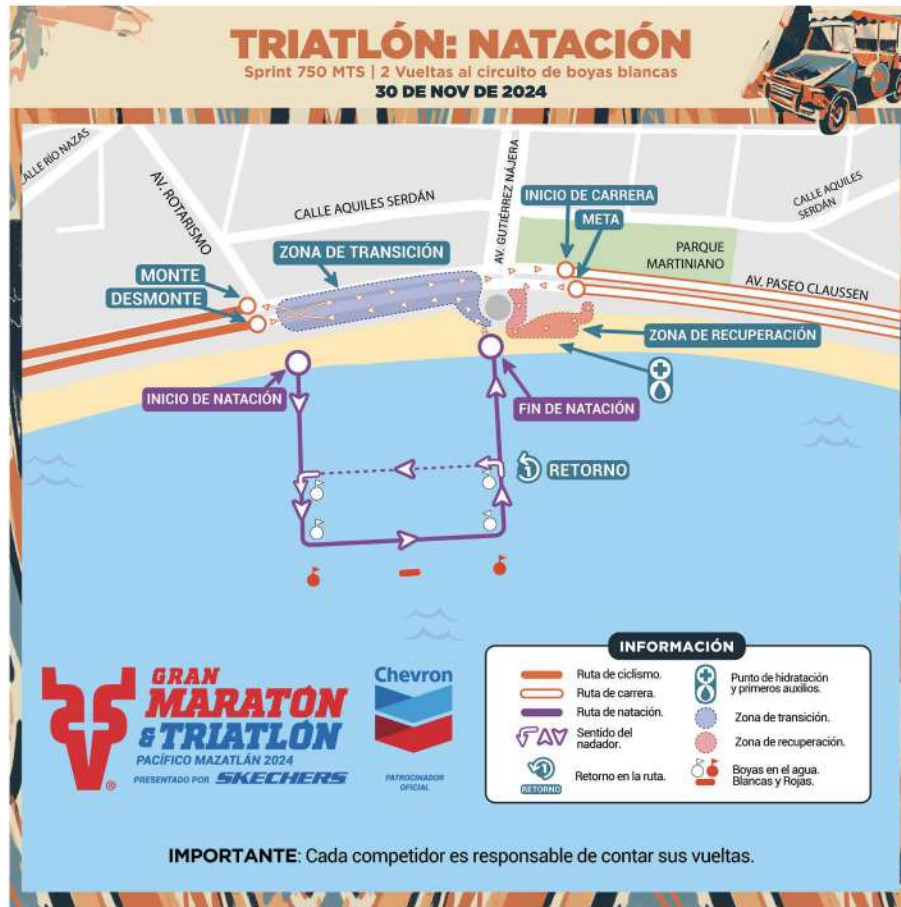 TRIATLÓN: NATACIÓN
Sprint 750 MTS | 2 Vueltas al circuito de boyas blancas
30 DE NOV DE 2024
CALLE RÍO NAZAS
AV. ROTARISMO
CALLE AQUILES SERDÁN
AV. GUTIÉRREZ NÁJERA
INICIO DE CARRERA
META
CALLE AQUILES
SERDÁN
ZONA DE TRANSICIÓN
PARQUE
MARTINIANO
MONTE
DESMONTE
AV. PASEO CLAUSSEN
ZONA DE RECUPERACIÓN
INICIO DE NATACIÓN
FIN DE NATACIÓN
1 RETORNO
GRAN
MARATÓN
& TRIATLÓN
PACÍFICO MAZATLÁN 2024
PRESENTADO POR SKECHERS
®
Chevron
PATROCINADOR
OFICIAL
INFORMACIÓN
Ruta de ciclismo.
Ruta de carrera.
Ruta de natación.
Sentido del
nadador.
1
RETORNO
Retorno en la ruta.
Punto de hidratación
y primeros auxilios.
Zona de transición.
Zona de recuperación.
Boyas en el agua.
Blancas y Rojas.
IMPORTANTE: Cada competidor es responsable de contar sus vueltas.